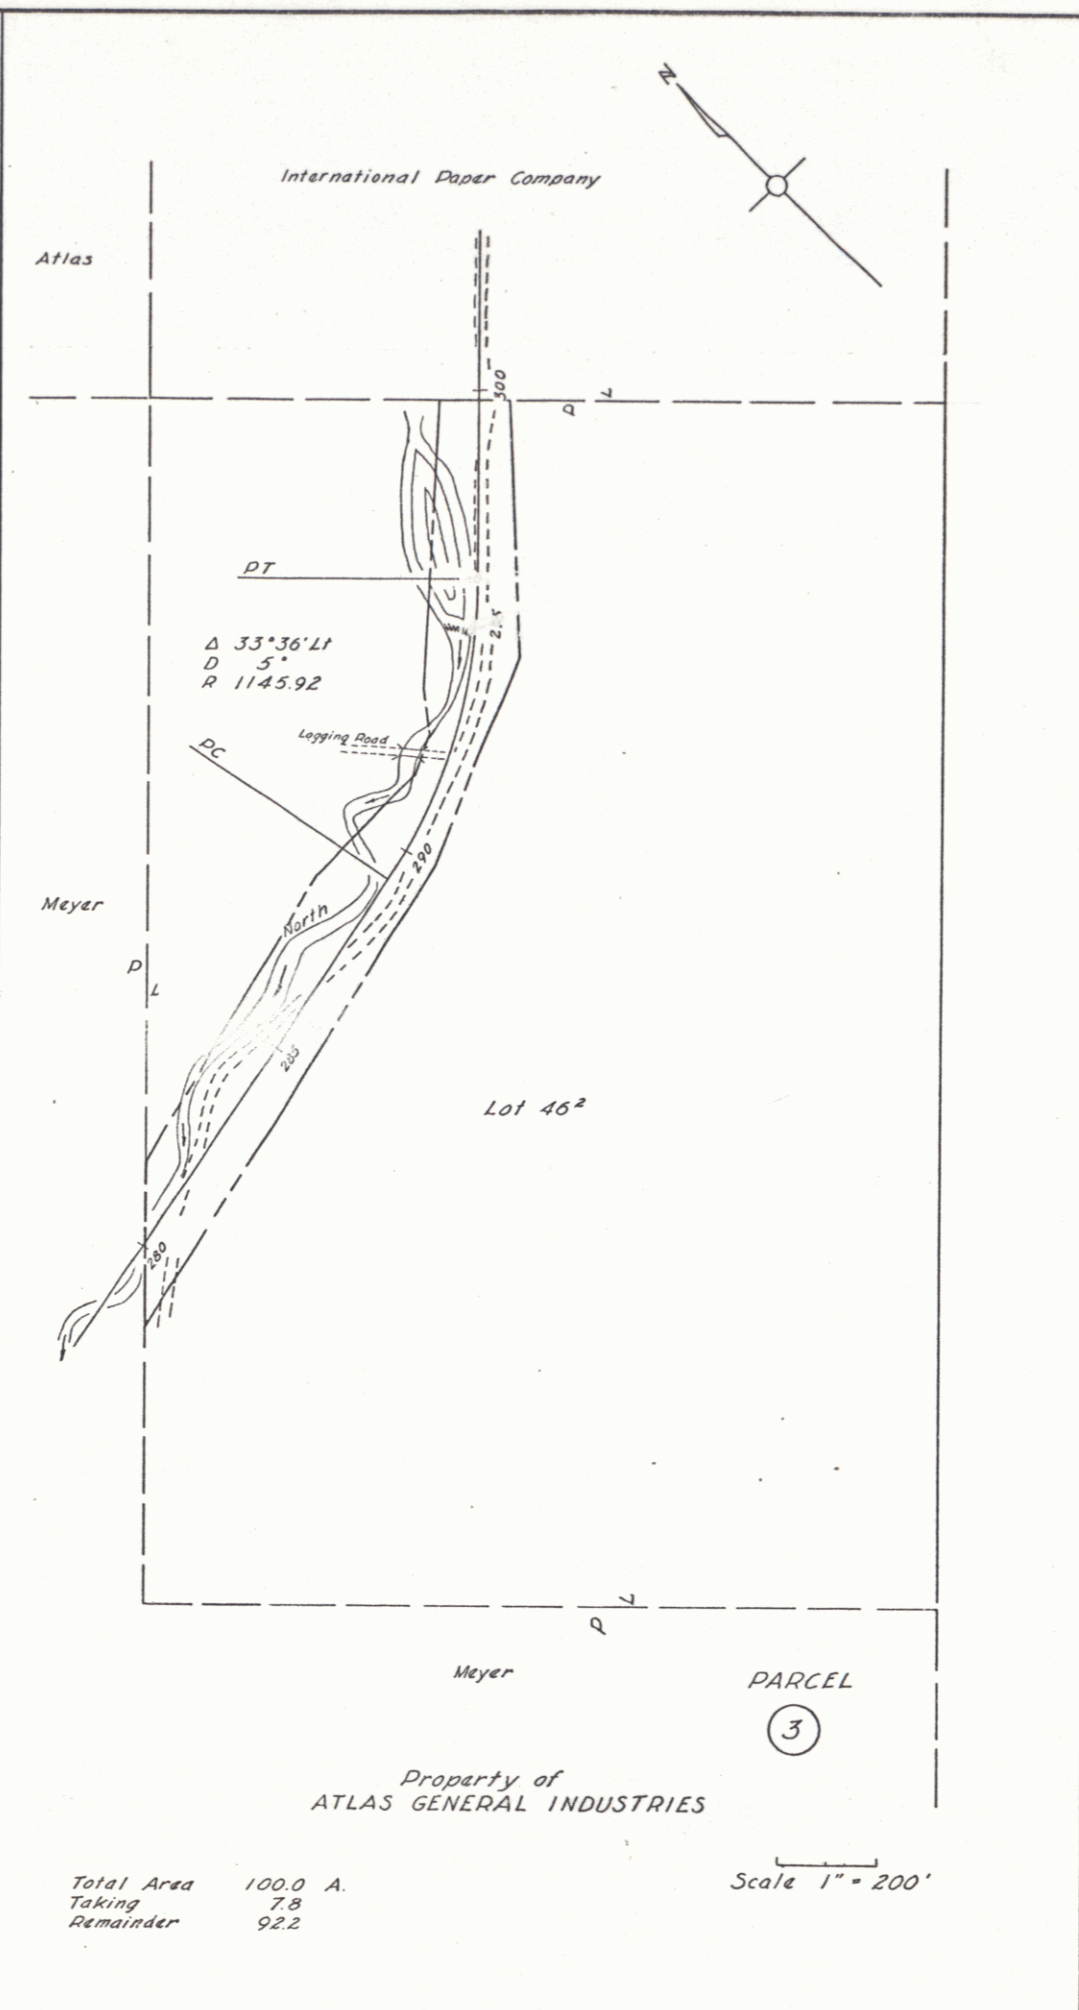 N
International Paper Company
Atlas
300
P L
PT
Δ 33°36' Lt
D 5°
R 1145.92
Logging Road
PC
290
Meyer
North
P L
285
Lot 46²
280
P L
Meyer
PARCEL
3
Property of
ATLAS GENERAL INDUSTRIES
Total Area 100.0 A.
Taking 7.8
Remainder 92.2
Scale 1" = 200'